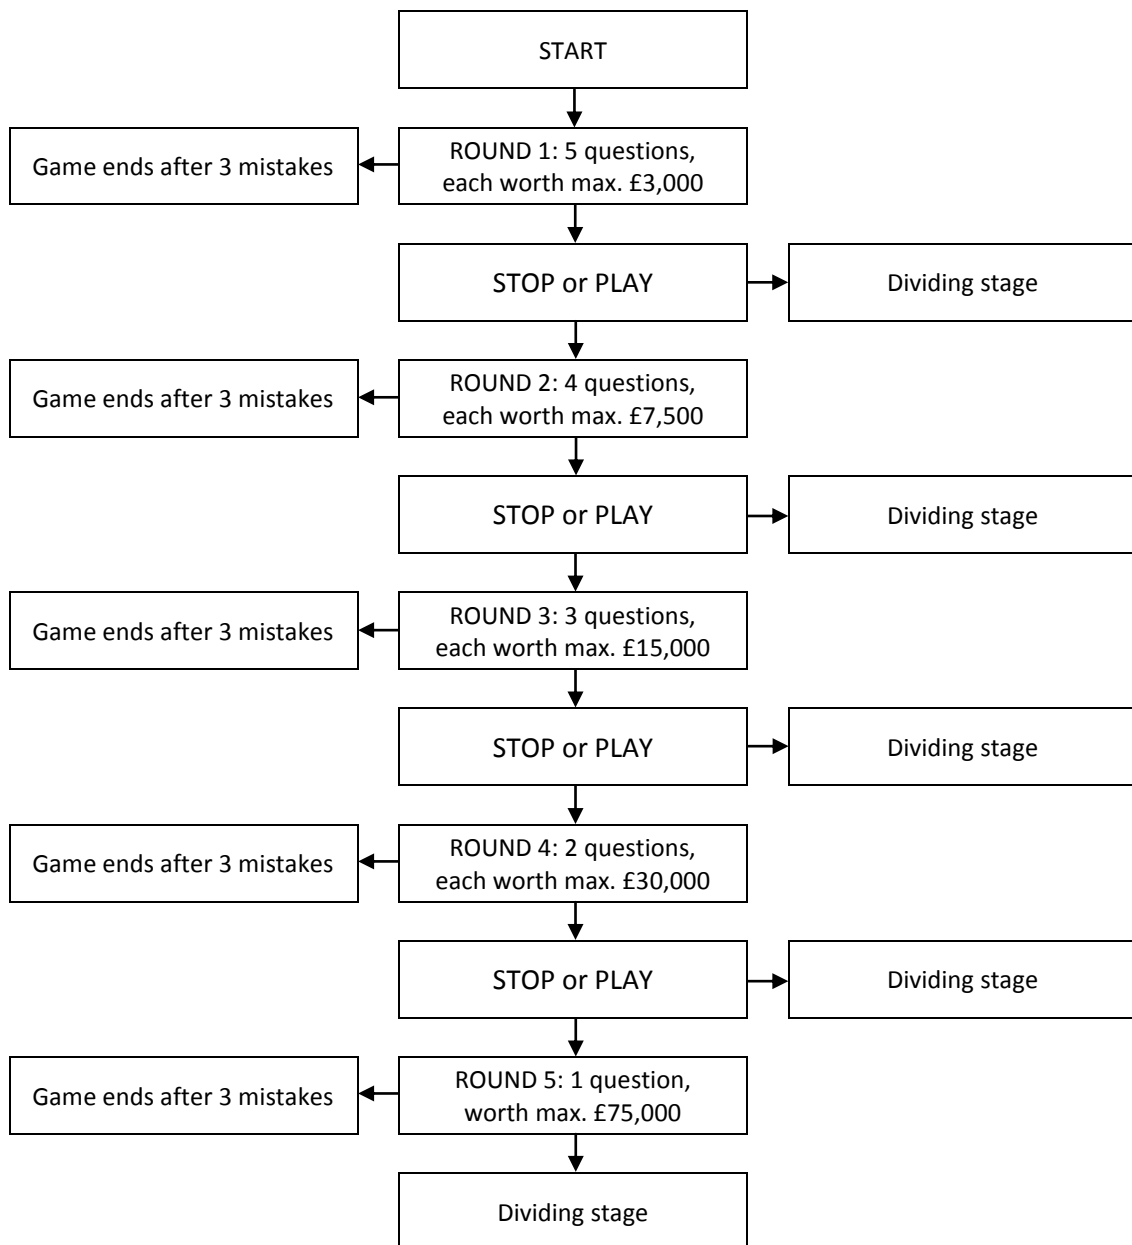 START
Game ends after 3 mistakes
ROUND 1: 5 questions,
each worth max. £3,000
STOP or PLAY
Dividing stage
Game ends after 3 mistakes
ROUND 2: 4 questions,
each worth max. £7,500
STOP or PLAY
Dividing stage
Game ends after 3 mistakes
ROUND 3: 3 questions,
each worth max. £15,000
STOP or PLAY
Dividing stage
Game ends after 3 mistakes
ROUND 4: 2 questions,
each worth max. £30,000
STOP or PLAY
Dividing stage
Game ends after 3 mistakes
ROUND 5: 1 question,
worth max. £75,000
Dividing stage